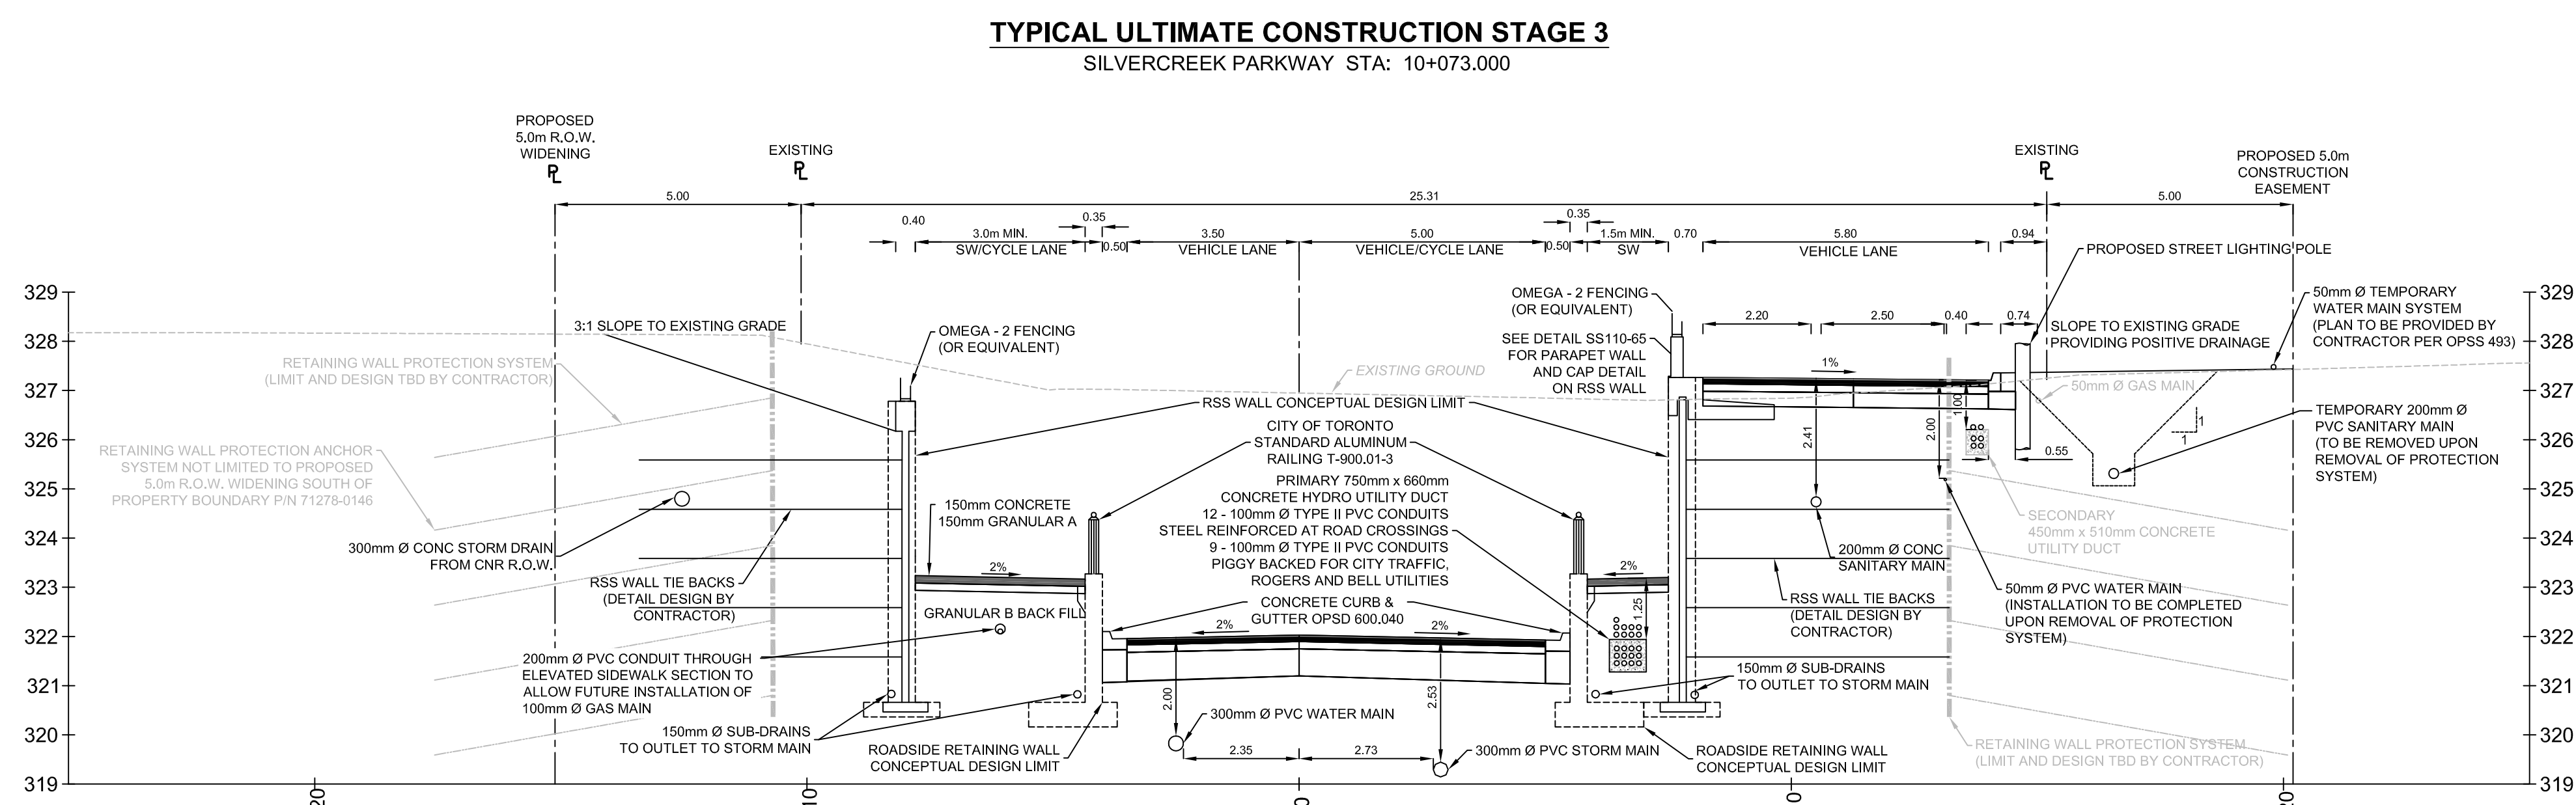 TYPICAL ULTIMATE CONSTRUCTION STAGE 3
SILVERCREEK PARKWAY STA: 10+073.000
PROPOSED
5.0m R.O.W.
WIDENING
PL
EXISTING
PL
EXISTING
PL
PROPOSED 5.0m
CONSTRUCTION
EASEMENT
5.00
25.31
5.00
0.40
3.0m MIN.
SW/CYCLE LANE
0.35
0.50
3.50
VEHICLE LANE
5.00
VEHICLE/CYCLE LANE
0.50
0.35
1.5m MIN.
SW
0.70
5.80
VEHICLE LANE
0.94
PROPOSED STREET LIGHTING POLE
329
328
327
326
325
324
323
322
321
320
319
3:1 SLOPE TO EXISTING GRADE
OMEGA - 2 FENCING
(OR EQUIVALENT)
RETAINING WALL PROTECTION SYSTEM
(LIMIT AND DESIGN TBD BY CONTRACTOR)
RETAINING WALL PROTECTION ANCHOR
SYSTEM NOT LIMITED TO PROPOSED
5.0m R.O.W. WIDENING SOUTH OF
PROPERTY BOUNDARY P/N 71278-0146
300mm Ø CONC STORM DRAIN
FROM CNR R.O.W.
RSS WALL TIE BACKS
(DETAIL DESIGN BY
CONTRACTOR)
200mm Ø PVC CONDUIT THROUGH
ELEVATED SIDEWALK SECTION TO
ALLOW FUTURE INSTALLATION OF
100mm Ø GAS MAIN
150mm Ø SUB-DRAINS
TO OUTLET TO STORM MAIN
150mm CONCRETE
150mm GRANULAR A
2%
GRANULAR B BACK FILL
ROADSIDE RETAINING WALL
CONCEPTUAL DESIGN LIMIT
EXISTING GROUND
RSS WALL CONCEPTUAL DESIGN LIMIT
CITY OF TORONTO
STANDARD ALUMINUM
RAILING T-900.01-3
PRIMARY 750mm x 660mm
CONCRETE HYDRO UTILITY DUCT
12 - 100mm Ø TYPE II PVC CONDUITS
STEEL REINFORCED AT ROAD CROSSINGS
9 - 100mm Ø TYPE II PVC CONDUITS
PIGGY BACKED FOR CITY TRAFFIC,
ROGERS AND BELL UTILITIES
CONCRETE CURB &
GUTTER OPSD 600.040
2%
2%
2.00
300mm Ø PVC WATER MAIN
2.35
2.73
2.53
300mm Ø PVC STORM MAIN
OMEGA - 2 FENCING
(OR EQUIVALENT)
SEE DETAIL SS110-65
FOR PARAPET WALL
AND CAP DETAIL
ON RSS WALL
2%
1.25
2.20
2.50
0.40
0.74
1%
2.41
2.00
1.00
0.55
200mm Ø CONC
SANITARY MAIN
RSS WALL TIE BACKS
(DETAIL DESIGN BY
CONTRACTOR)
150mm Ø SUB-DRAINS
TO OUTLET TO STORM MAIN
ROADSIDE RETAINING WALL
CONCEPTUAL DESIGN LIMIT
SLOPE TO EXISTING GRADE
PROVIDING POSITIVE DRAINAGE
50mm Ø GAS MAIN
1
1
SECONDARY
450mm x 510mm CONCRETE
UTILITY DUCT
50mm Ø PVC WATER MAIN
(INSTALLATION TO BE COMPLETED
UPON REMOVAL OF PROTECTION
SYSTEM)
RETAINING WALL PROTECTION SYSTEM
(LIMIT AND DESIGN TBD BY CONTRACTOR)
50mm Ø TEMPORARY
WATER MAIN SYSTEM
(PLAN TO BE PROVIDED BY
CONTRACTOR PER OPSS 493)
TEMPORARY 200mm Ø
PVC SANITARY MAIN
(TO BE REMOVED UPON
REMOVAL OF PROTECTION
SYSTEM)
329
328
327
326
325
324
323
322
321
320
319